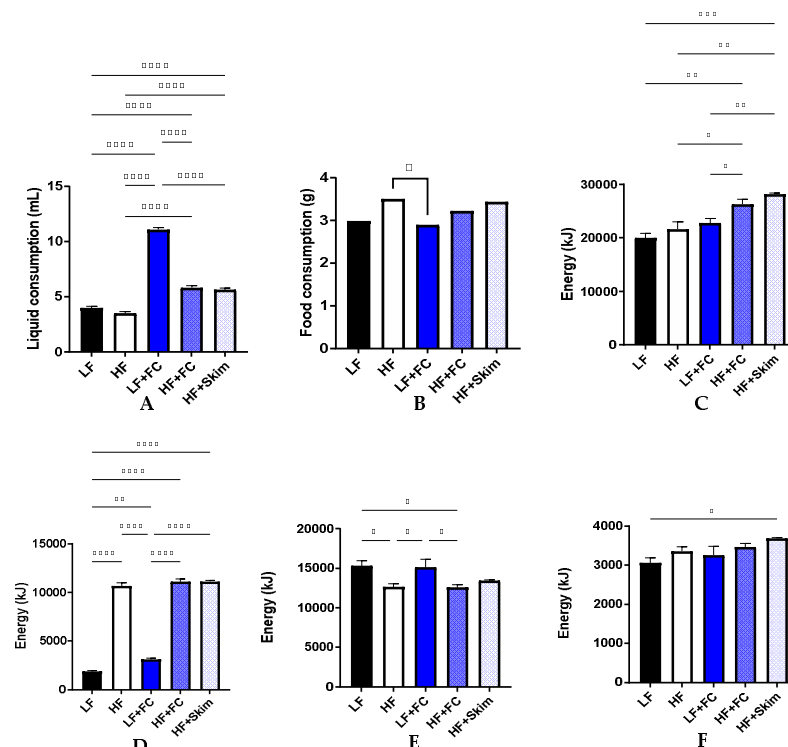 Liquid consumption (mL)
15
10
5
0
LF
HF
LF+FC
HF+FC
HF+Skim
A
Food consumption (g)
4
3
2
1
0
LF
HF
LF+FC
HF+FC
HF+Skim
B
Energy (kJ)
30000
20000
10000
0
LF
HF
LF+FC
HF+FC
HF+Skim
C
Energy (kJ)
15000
10000
5000
0
LF
HF
LF+FC
HF+FC
HF+Skim
D
Energy (kJ)
20000
15000
10000
5000
0
LF
HF
LF+FC
HF+FC
HF+Skim
E
Energy (kJ)
4000
3000
2000
1000
0
LF
HF
LF+FC
HF+FC
HF+Skim
F